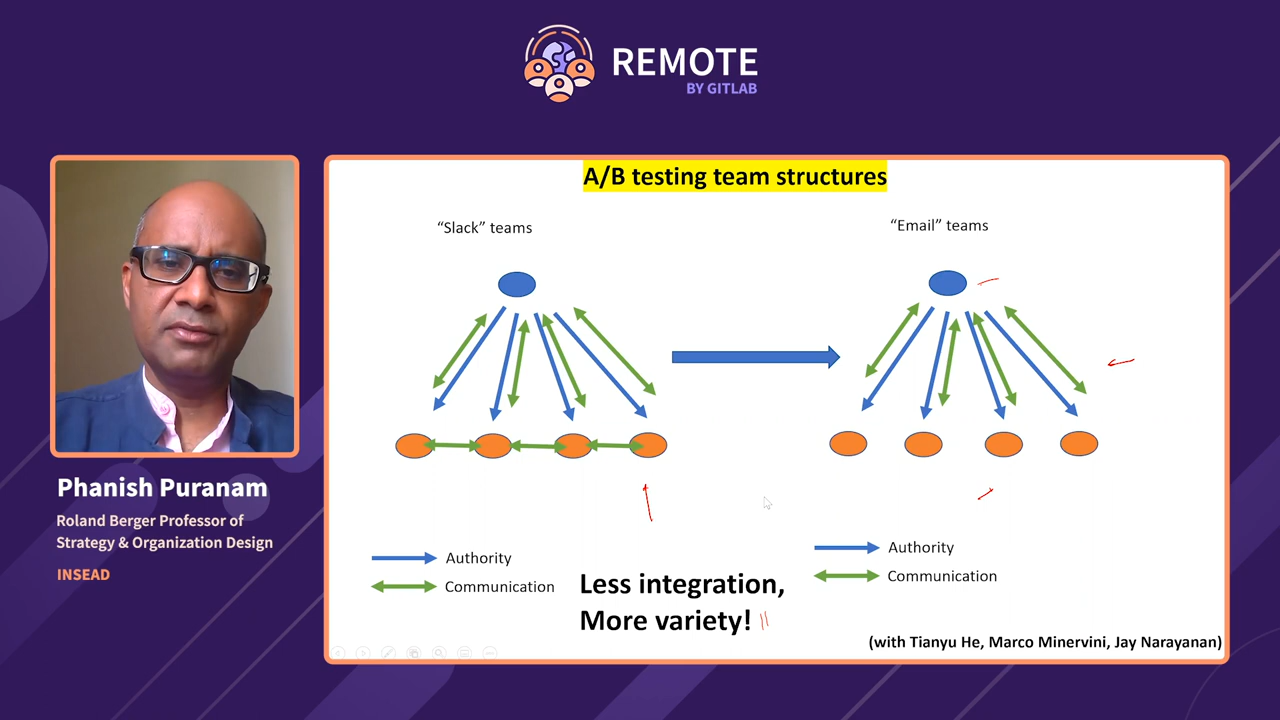 REMOTE
BY GITLAB
A/B testing team structures
“Slack” teams
“Email” teams
Authority
Communication
Authority
Communication
Less integration,
More variety!
(with Tianyu He, Marco Minervini, Jay Narayanan)
Phanish Puranam
Roland Berger Professor of
Strategy & Organization Design
INSEAD